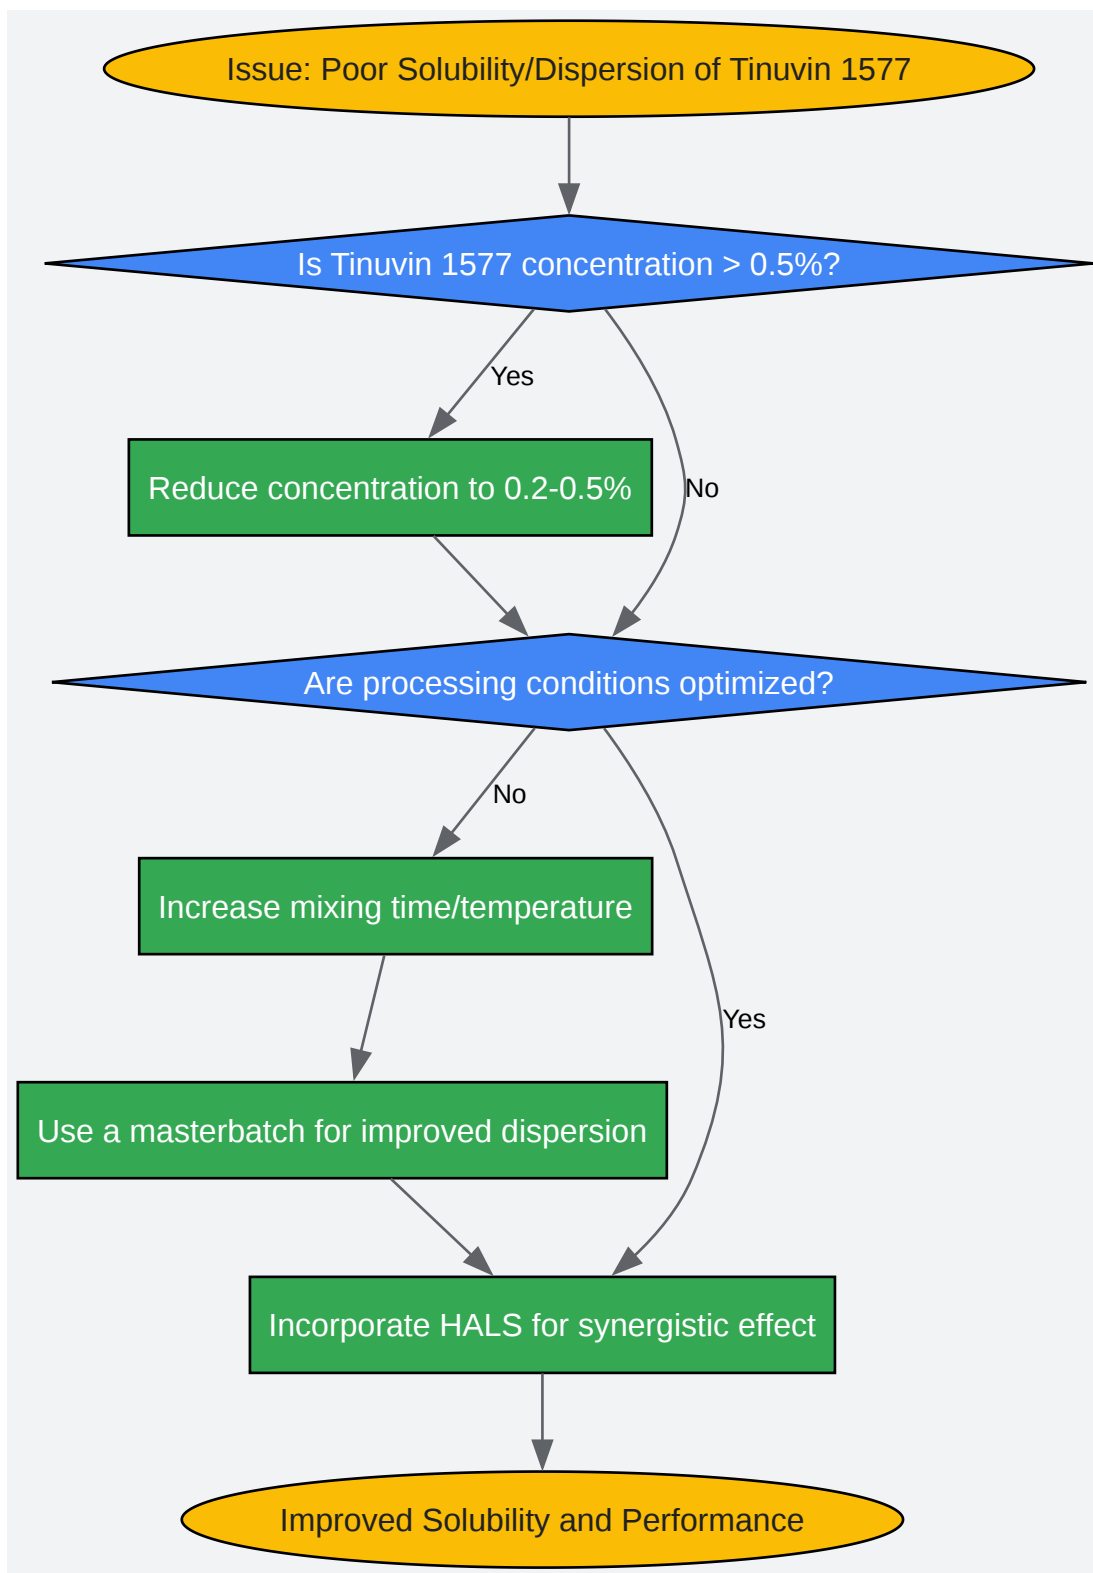 Issue: Poor Solubility/Dispersion of Tinuvin 1577
Is Tinuvin 1577 concentration > 0.5%?
Yes
Reduce concentration to 0.2-0.5%
No
Are processing conditions optimized?
No
Increase mixing time/temperature
Yes
Use a masterbatch for improved dispersion
Incorporate HALS for synergistic effect
Improved Solubility and Performance